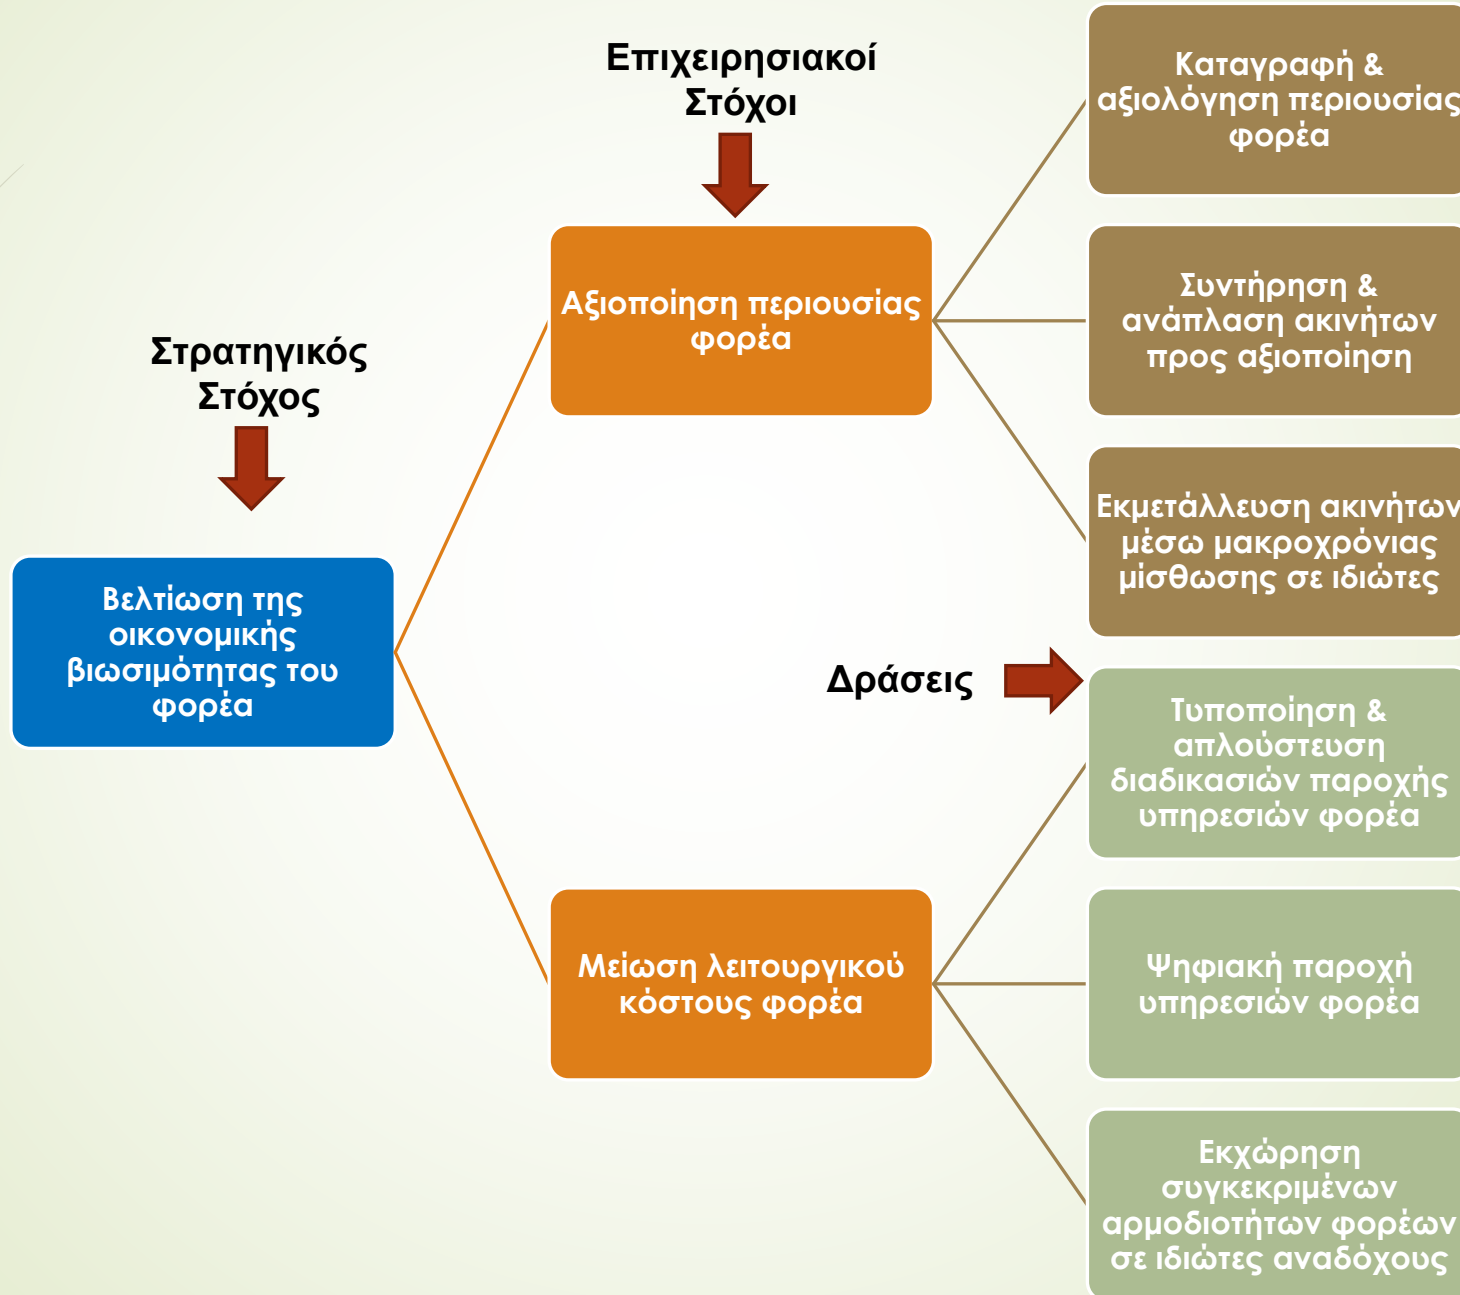 Επιχειρησιακοί
Στόχοι
Καταγραφή &
αξιολόγηση περιουσίας
φορέα
Αξιοποίηση περιουσίας
φορέα
Συντήρηση &
ανάπλαση ακινήτων
προς αξιοποίηση
Στρατηγικός
Στόχος
Εκμετάλλευση ακινήτων
μέσω μακροχρόνιας
μίσθωσης σε ιδιώτες
Βελτίωση της
οικονομικής
βιωσιμότητας του
φορέα
Δράσεις
Τυποποίηση &
απλούστευση
διαδικασιών παροχής
υπηρεσιών φορέα
Μείωση λειτουργικού
κόστους φορέα
Ψηφιακή παροχή
υπηρεσιών φορέα
Εκχώρηση
συγκεκριμένων
αρμοδιοτήτων φορέων
σε ιδιώτες αναδόχους